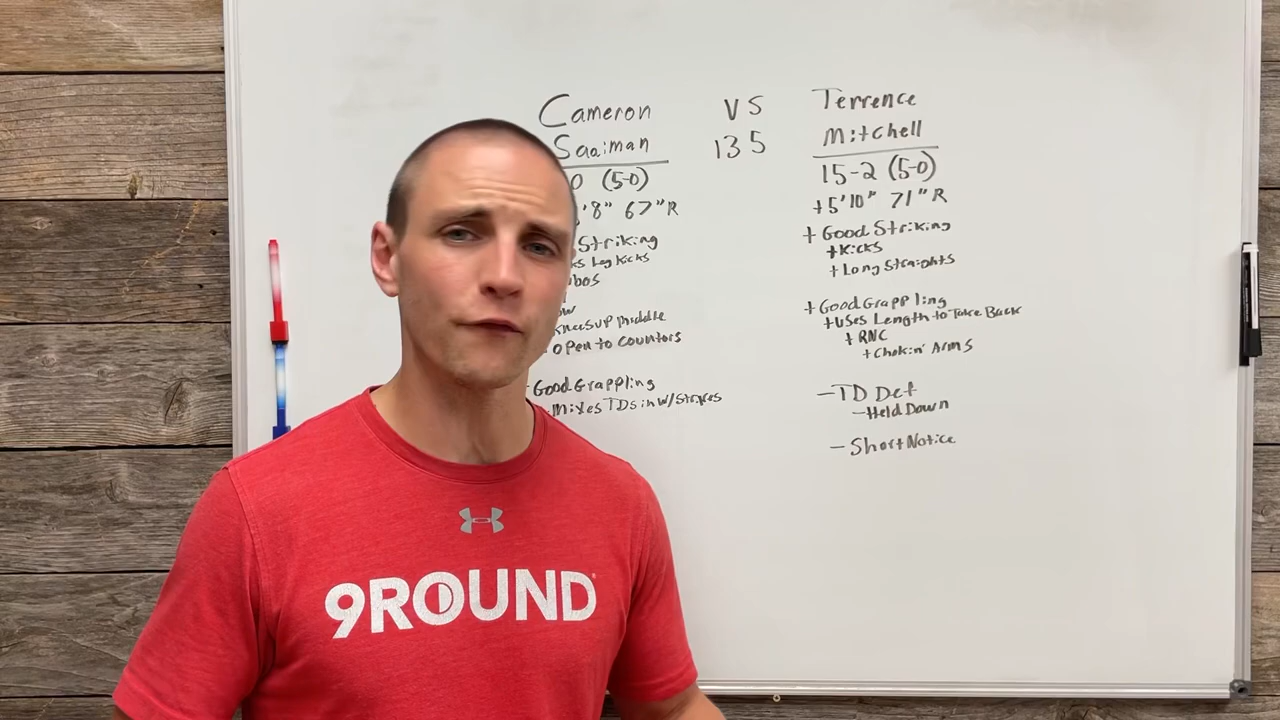 Cameron
Saaiman
0 (5-0)
'8" 67"R
Striking
Leg Kicks
Knees up Middle
open to counters
Good Grappling
-Mixes TDs in w/strikes
VS
135
Terrence
Mitchell
15-2 (5-0)
+5'10" 71"R
+ Good Striking
+Kicks
+Long Straights
+Good Grappling
+Uses Length to Take Back
+ RNC
+Chokin' Arms
-TD Def
-Held Down
- Short Notice
9ROUND